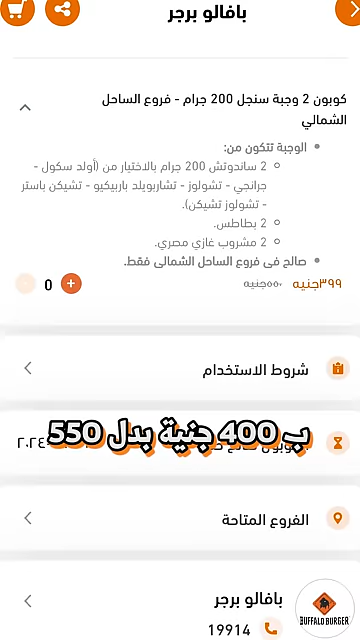 بافالو برجر
كوبون 2 وجبة سنجل 200 جرام - فروع الساحل
الشمالي
الوجبة تتكون من:
2 ساندوتش 200 جرام بالاختيار من (أولد سكول -
جرانجي - تشولوز - تشاربويلد باربيكيو - تشيكن باستر
- تشولوز تشيكن).
2 بطاطس.
2 مشروب غازي مصري.
صالح فى فروع الساحل الشمالى فقط.
٣٩٩جنيه ٥٥٠جنيه + 0 -
شروط الاستخدام
ب 400 جنية بدل 550
الفروع المتاحة
بافالو برجر
19914
BUFFALO BURGER